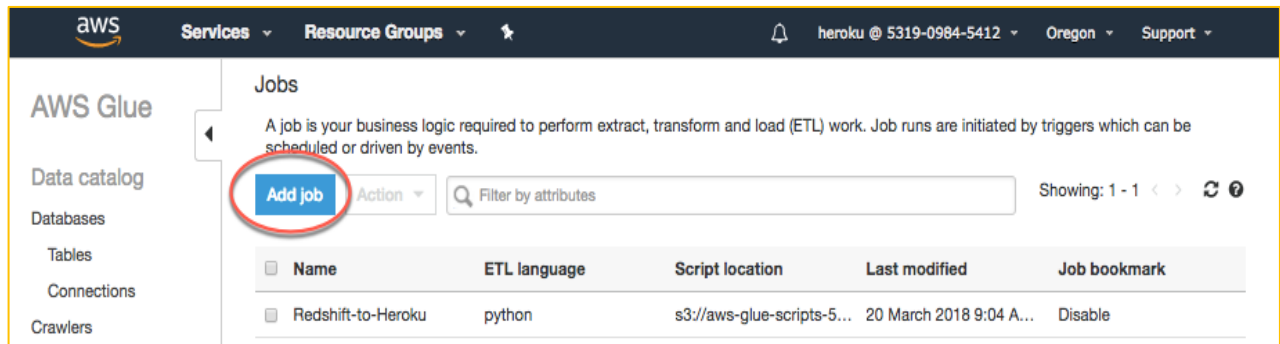 aws
Services
Resource Groups
heroku @ 5319-0984-5412
Oregon
Support
AWS Glue
Data catalog
Databases
Tables
Connections
Crawlers
Jobs
A job is your business logic required to perform extract, transform and load (ETL) work. Job runs are initiated by triggers which can be
scheduled or driven by events.
Add job
Action
Filter by attributes
Showing: 1 - 1 < >
Name ETL language Script location Last modified Job bookmark
Redshift-to-Heroku python s3://aws-glue-scripts-5... 20 March 2018 9:04 A... Disable